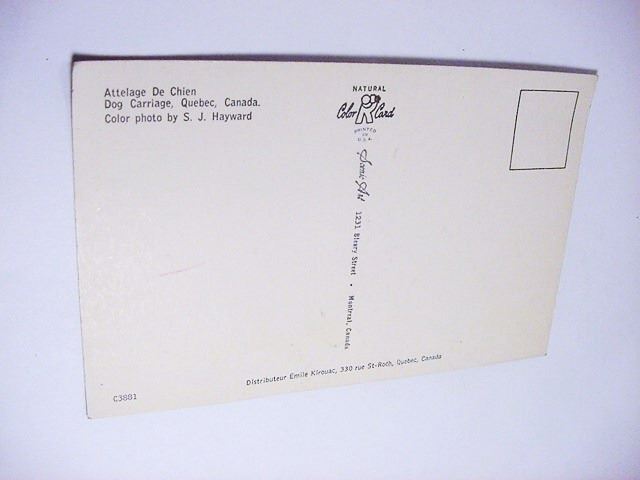 Attelage De Chien
Dog Carriage, Quebec, Canada.
Color photo by S. J. Hayward
NATURAL
Color Card
PRINTED
IN
U.S.A.
Scenic Art
1231 Bleury Street • Montreal, Canada
Distributeur Emile Kirouac, 330 rue St-Roch, Quebec, Canada
C3881